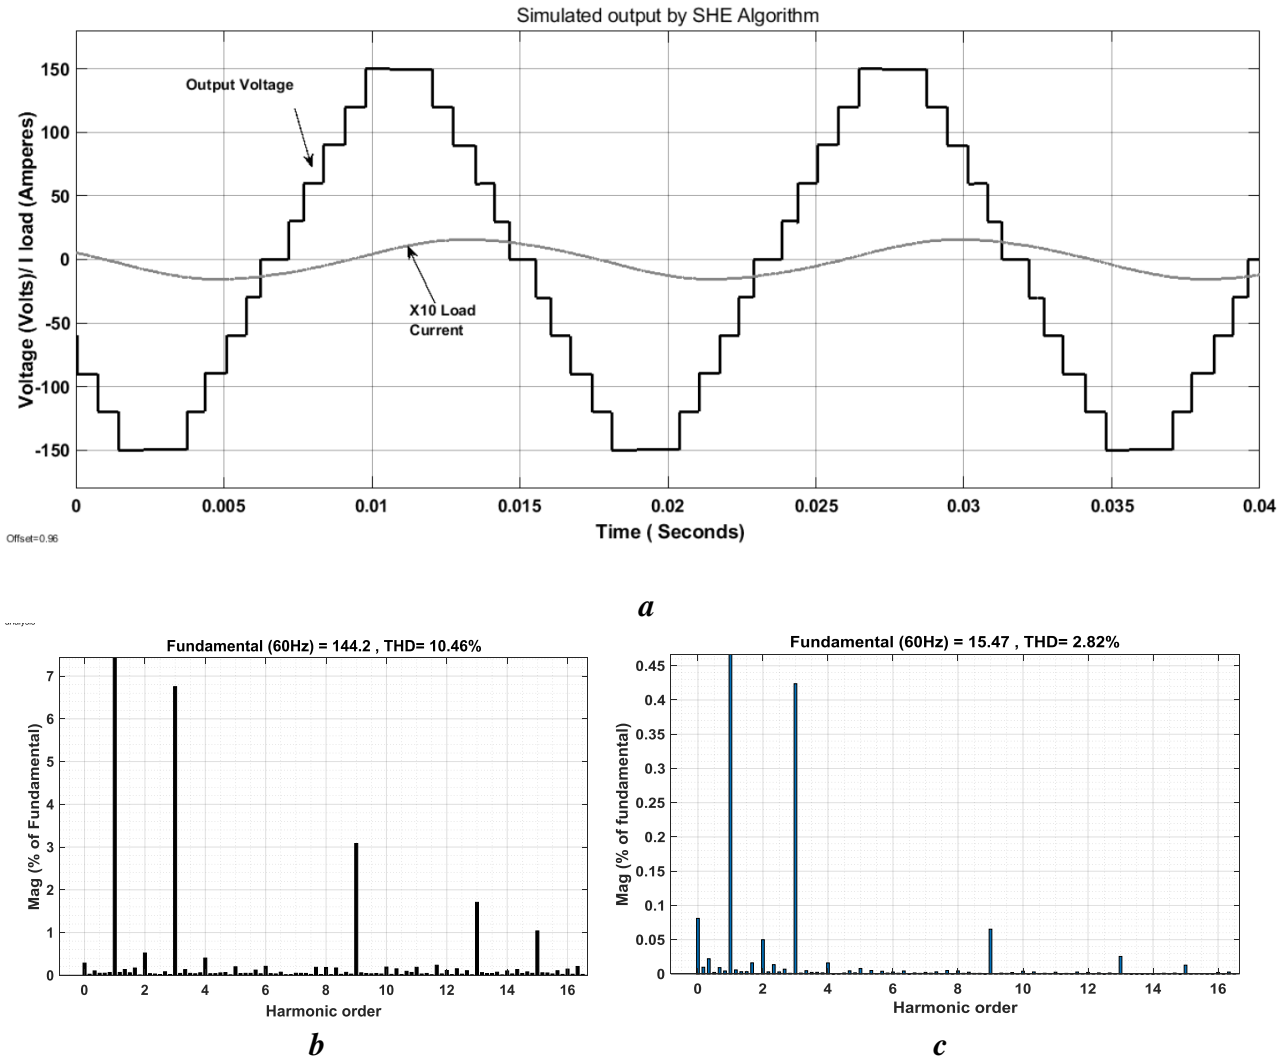 Simulated output by SHE Algorithm
Voltage (Volts)/ I load (Amperes)
150
100
50
0
-50
-100
-150
Output Voltage
X10 Load
Current
0 0.005 0.01 0.015 0.02 0.025 0.03 0.035 0.04
Time ( Seconds)
Offset=0.96
a
Fundamental (60Hz) = 144.2 , THD= 10.46%
Mag (% of Fundamental)
7
6
5
4
3
2
1
0
0 2 4 6 8 10 12 14 16
Harmonic order
b
Fundamental (60Hz) = 15.47 , THD= 2.82%
Mag (% of fundamental)
0.45
0.4
0.35
0.3
0.25
0.2
0.15
0.1
0.05
0
0 2 4 6 8 10 12 14 16
Harmonic order
c